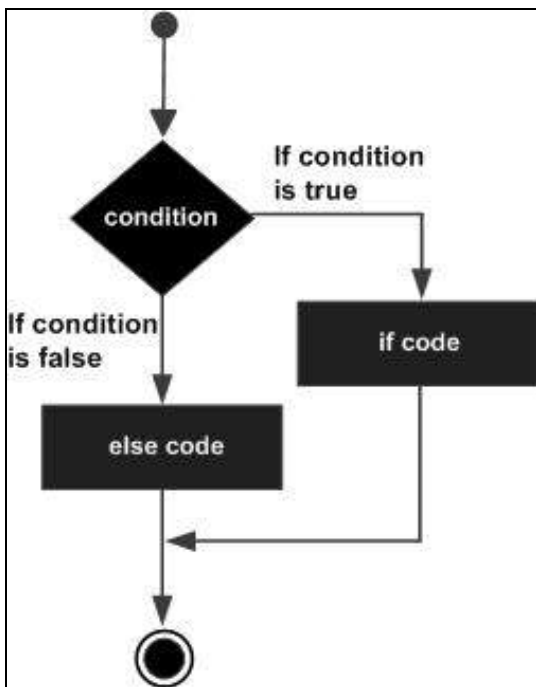 If condition
is true
condition
If condition
is false
if code
else code